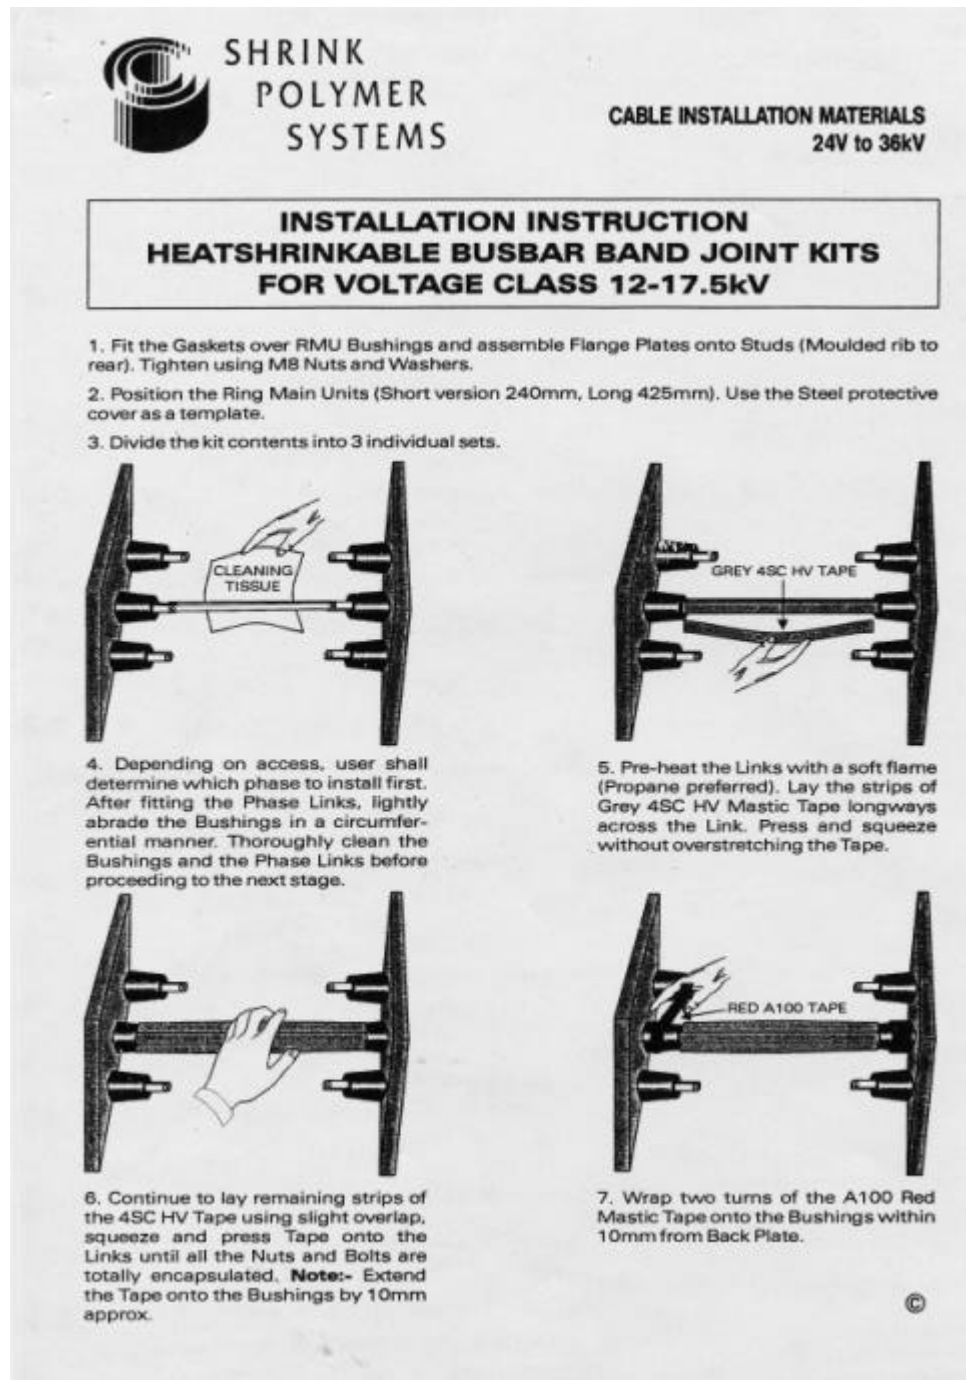 SHRINK
POLYMER
SYSTEMS
CABLE INSTALLATION MATERIALS
24V to 36kV
INSTALLATION INSTRUCTION
HEATSHRINKABLE BUSBAR BAND JOINT KITS
FOR VOLTAGE CLASS 12-17.5kV
1. Fit the Gaskets over RMU Bushings and assemble Flange Plates onto Studs (Moulded rib to
rear). Tighten using M8 Nuts and Washers.
2. Position the Ring Main Units (Short version 240mm, Long 425mm). Use the Steel protective
cover as a template.
3. Divide the kit contents into 3 individual sets.
CLEANING
TISSUE
GREY 4SC HV TAPE
4. Depending on access, user shall
determine which phase to install first.
After fitting the Phase Links, lightly
abrade the Bushings in a circumfer-
ential manner. Thoroughly clean the
Bushings and the Phase Links before
proceeding to the next stage.
5. Pre-heat the Links with a soft flame
(Propane preferred). Lay the strips of
Grey 4SC HV Mastic Tape longways
across the Link. Press and squeeze
without overstretching the Tape.
RED A100 TAPE
6. Continue to lay remaining strips of
the 4SC HV Tape using slight overlap,
squeeze and press Tape onto the
Links until all the Nuts and Bolts are
totally encapsulated. Note:- Extend
the Tape onto the Bushings by 10mm
approx.
7. Wrap two turns of the A100 Red
Mastic Tape onto the Bushings within
10mm from Back Plate.
©